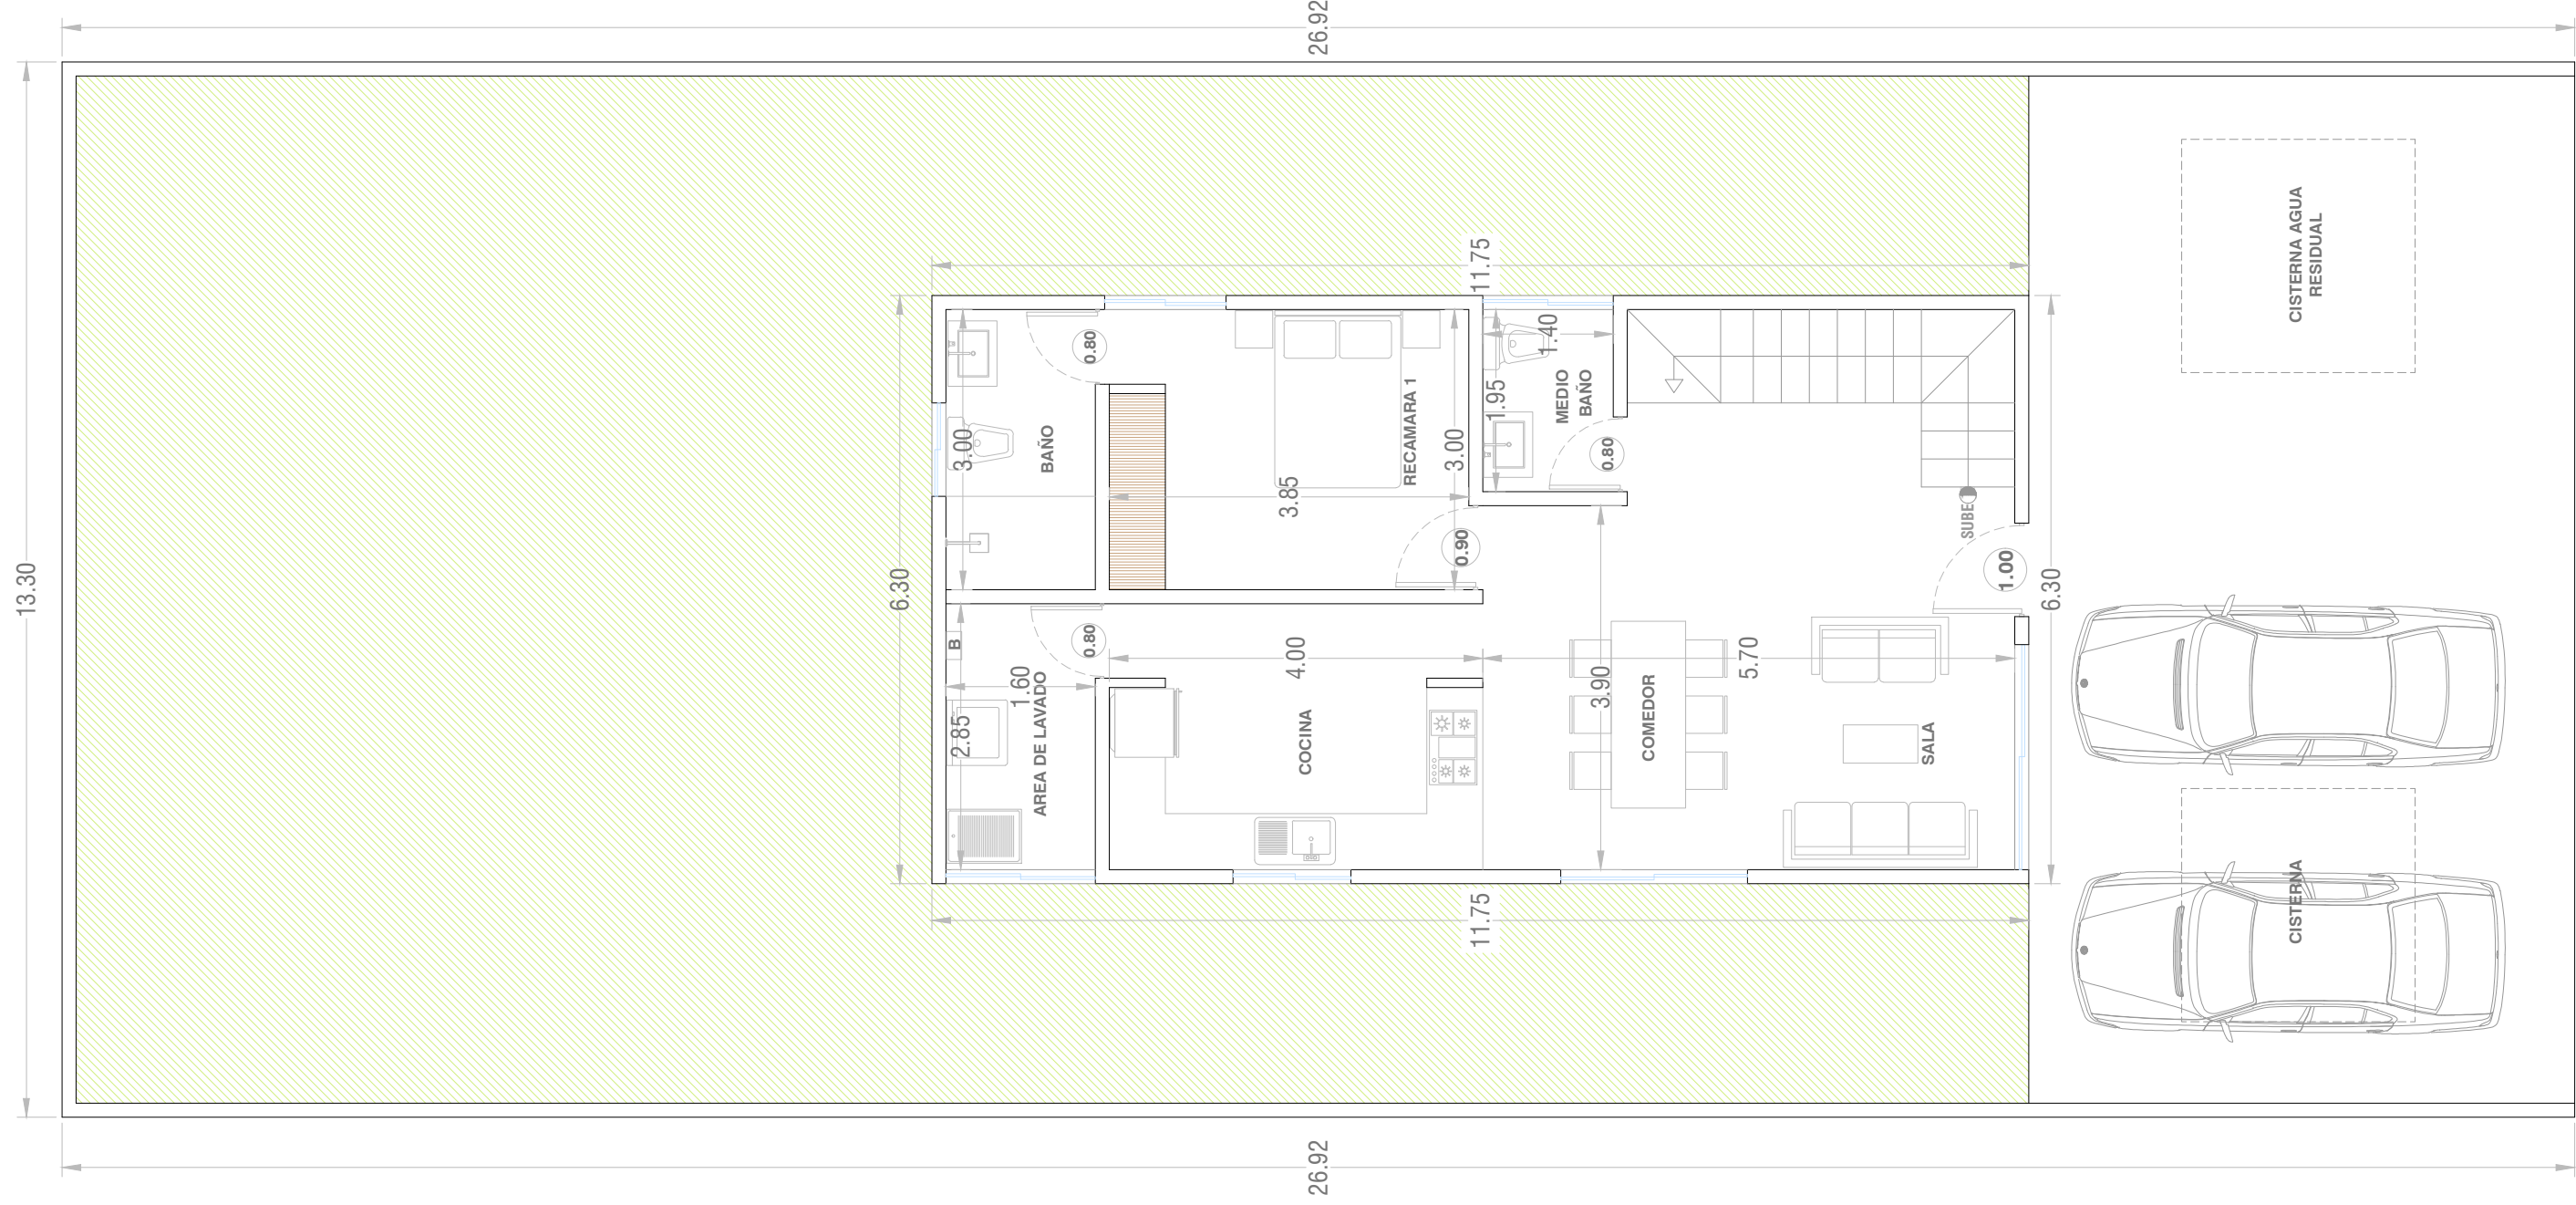 26.92
13.30
11.75
6.30
6.30
0.80
3.00
BAÑO
RECAMARA 1
3.85
3.00
0.90
1.40
1.95
MEDIO
BAÑO
0.80
SUBE
1.00
CISTERNA AGUA
RESIDUAL
B
0.80
1.60
2.85
AREA DE LAVADO
4.00
COCINA
3.90
COMEDOR
5.70
SALA
CISTERNA
11.75
26.92